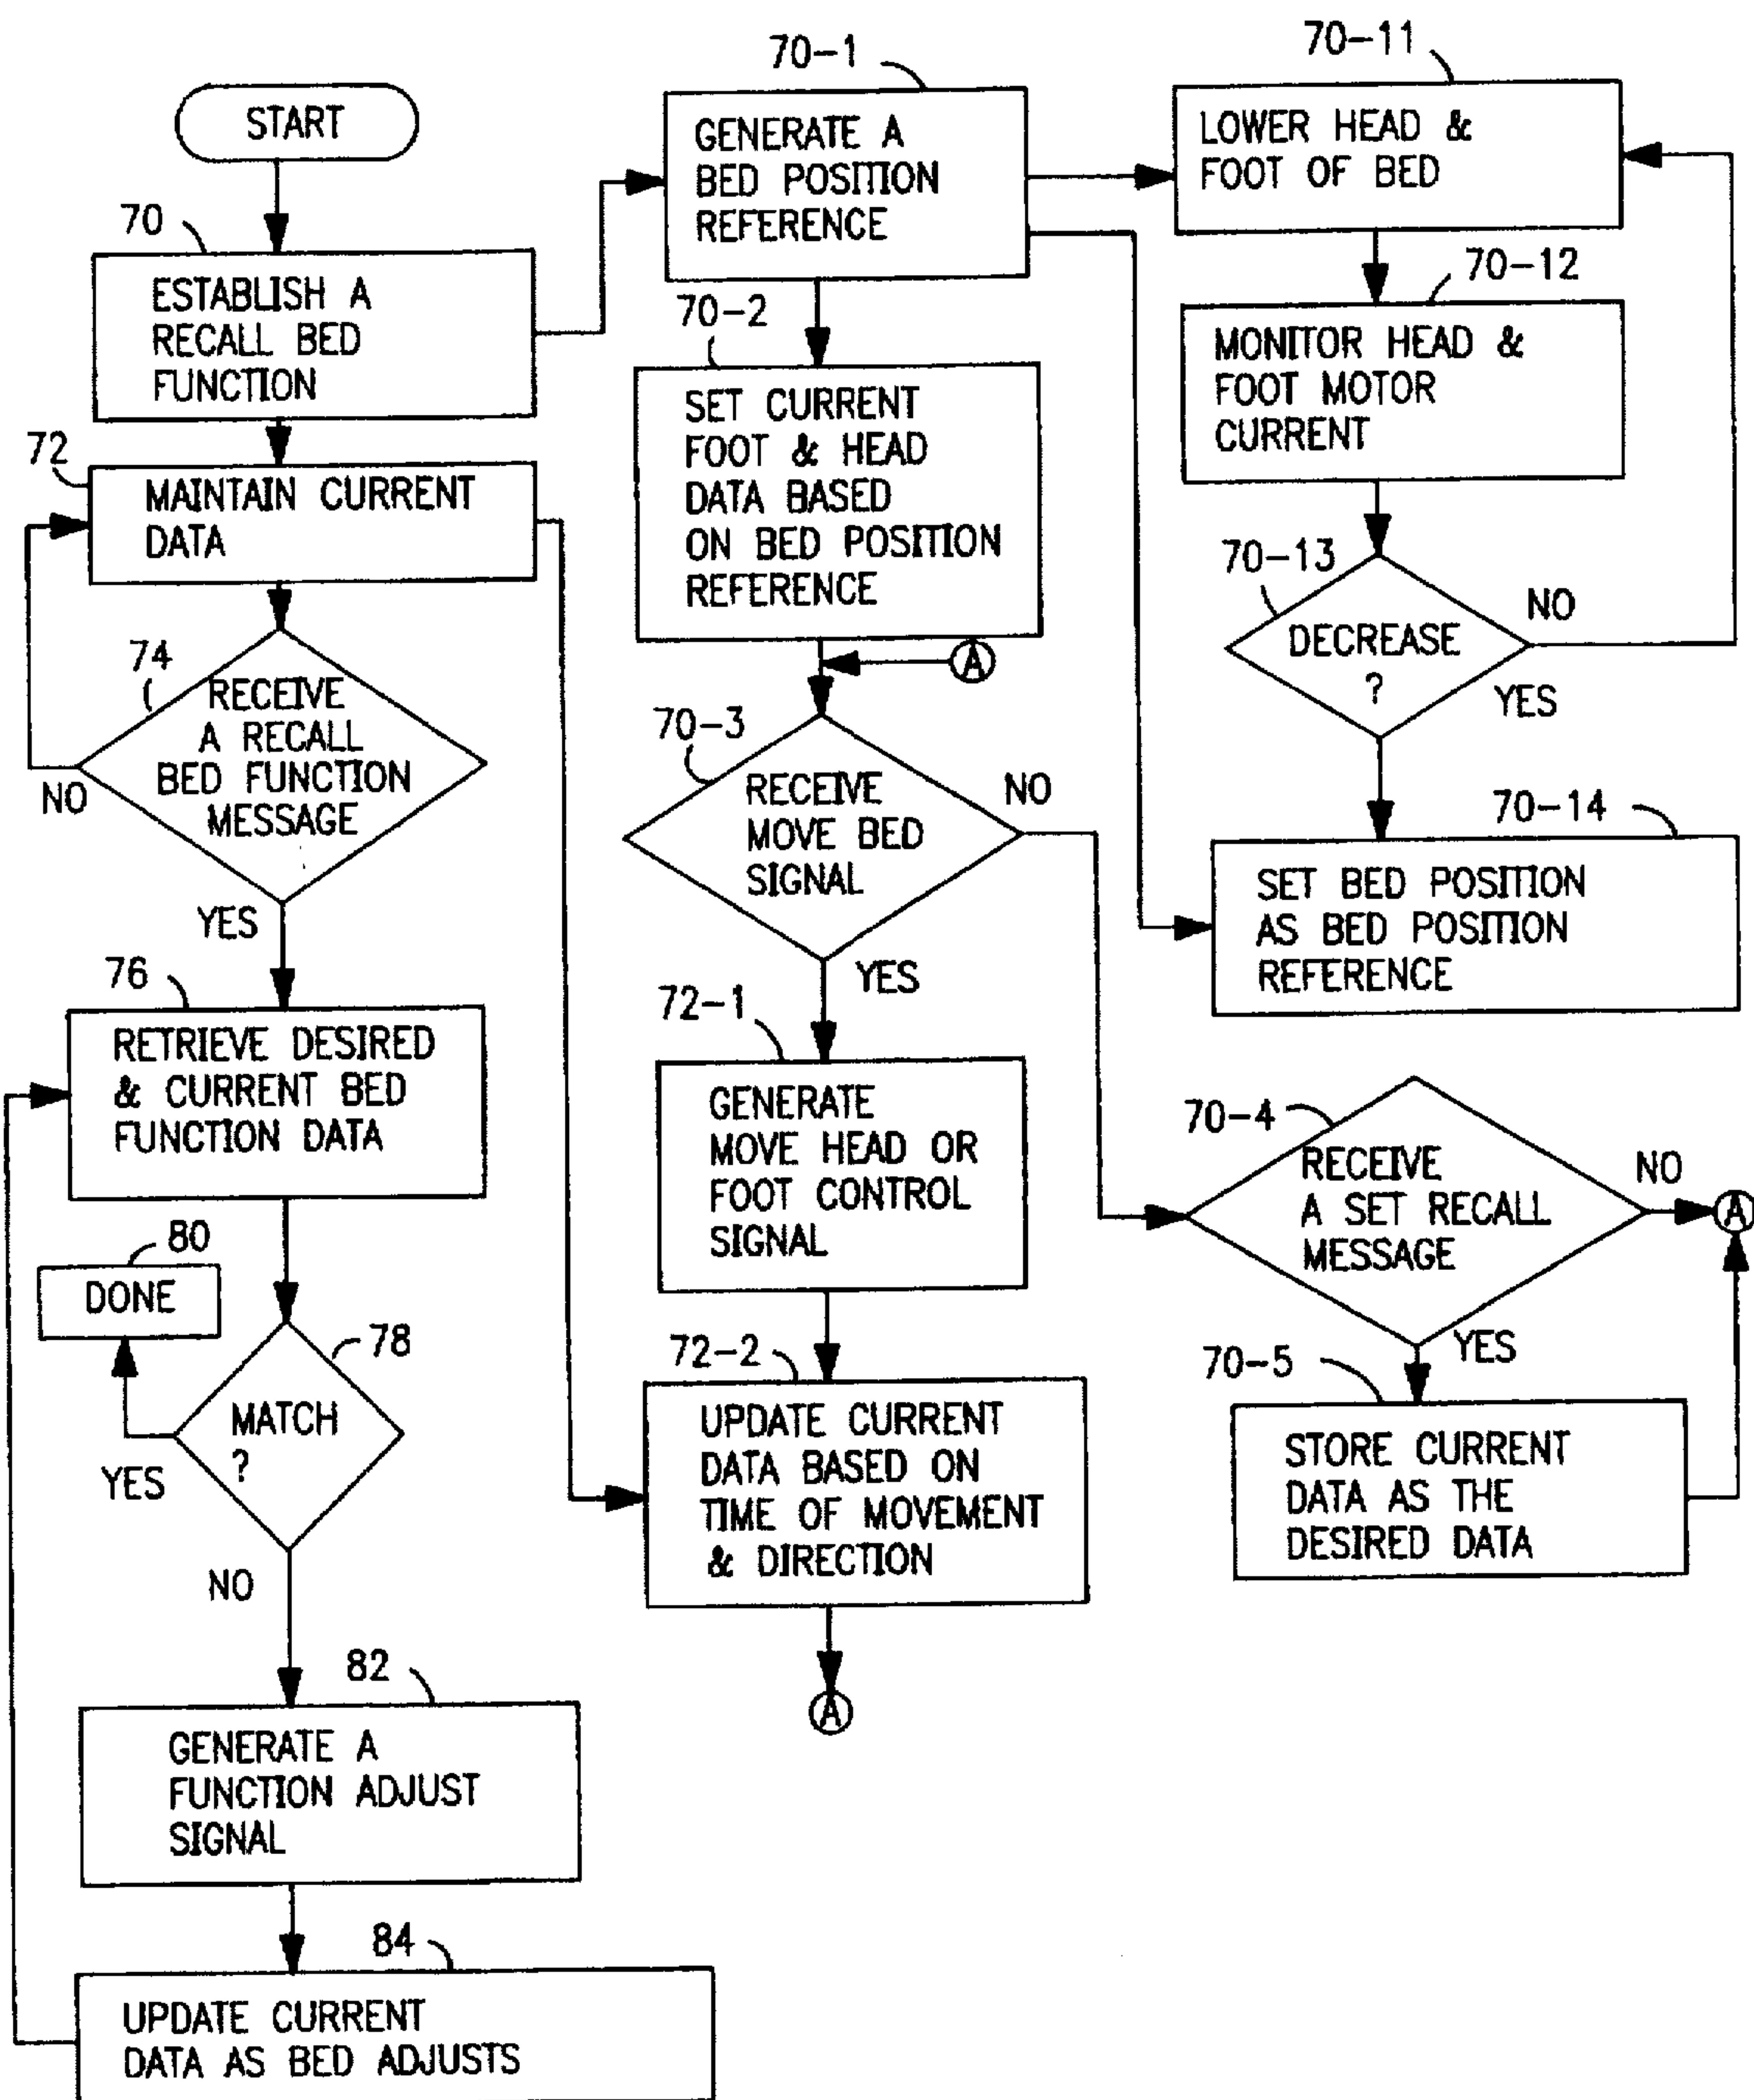 START
70
ESTABLISH A
RECALL BED
FUNCTION
72
MAINTAIN CURRENT
DATA
74
RECEIVE
A RECALL
BED FUNCTION
MESSAGE
NO
YES
76
RETRIEVE DESIRED
& CURRENT BED
FUNCTION DATA
80
DONE
78
MATCH
?
YES
NO
82
GENERATE A
FUNCTION ADJUST
SIGNAL
84
UPDATE CURRENT
DATA AS BED ADJUSTS
70-1
GENERATE A
BED POSITION
REFERENCE
70-2
SET CURRENT
FOOT & HEAD
DATA BASED
ON BED POSITION
REFERENCE
A
70-3
RECEIVE
MOVE BED
SIGNAL
NO
YES
72-1
GENERATE
MOVE HEAD OR
FOOT CONTROL
SIGNAL
72-2
UPDATE CURRENT
DATA BASED ON
TIME OF MOVEMENT
& DIRECTION
A
70-11
LOWER HEAD &
FOOT OF BED
70-12
MONITOR HEAD &
FOOT MOTOR
CURRENT
70-13
DECREASE
?
NO
YES
70-14
SET BED POSITION
AS BED POSITION
REFERENCE
70-4
RECEIVE
A SET RECALL
MESSAGE
NO
A
YES
70-5
STORE CURRENT
DATA AS THE
DESIRED DATA